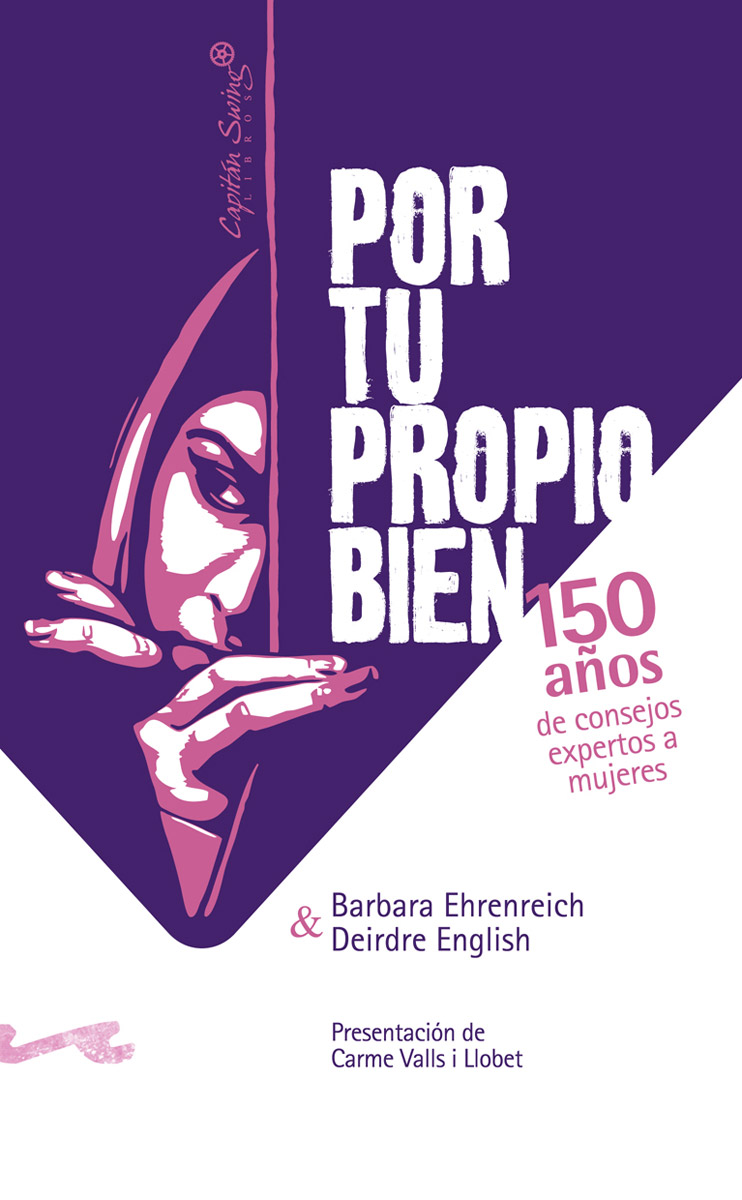 Capitán Swing
LIBROS
POR
TU
PROPIO
BIEN
150
años
de consejos
expertos a
mujeres
& Barbara Ehrenreich
Deirdre English
Presentación de
Carme Valls i Llobet